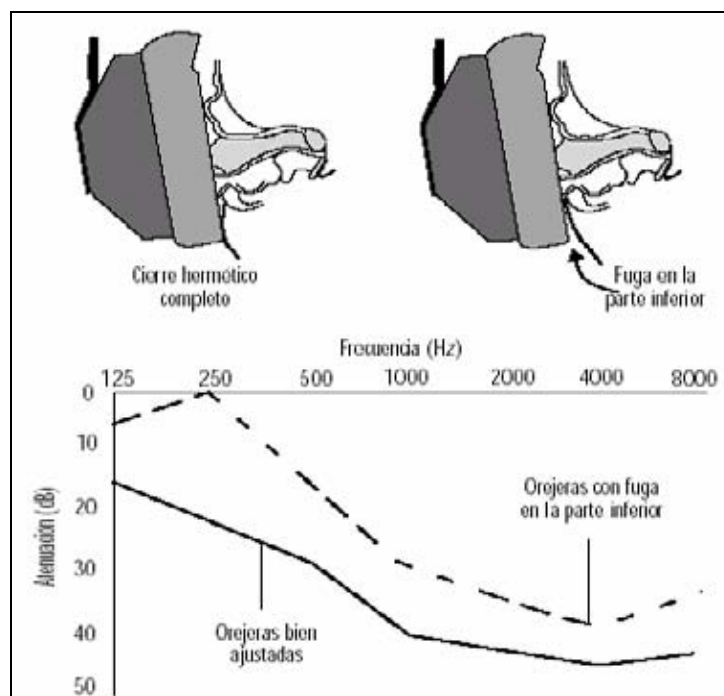 Cierre hermético
completo
Fuga en la
parte inferior
Frecuencia (Hz)
125 250 500 1000 2000 4000 8000
0
10
20
30
40
50
Atenuación (dB)
Orejeras con fuga
en la parte inferior
Orejeras bien
ajustadas